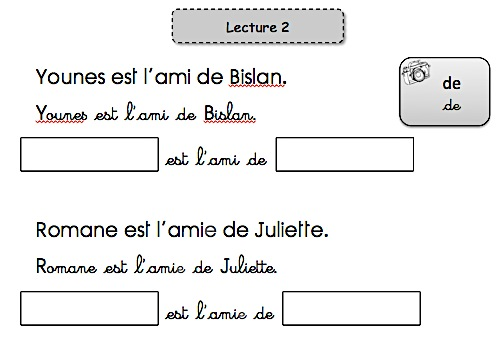 Lecture 2
Younes est l'ami de Bislan.
Younes est l'ami de Bislan.
de
de
est l'ami de
Romane est l'amie de Juliette.
Romane est l'amie de Juliette.
est l'amie de